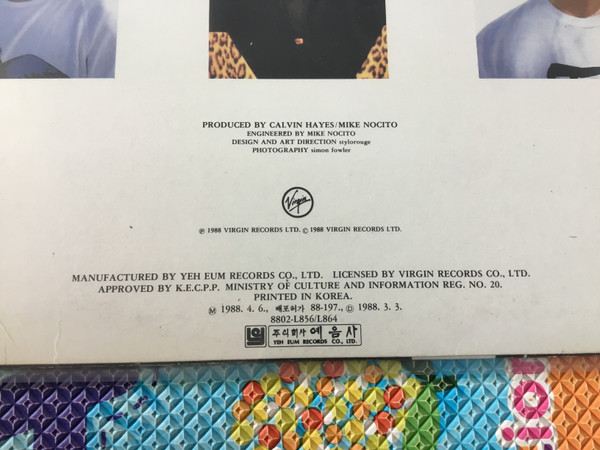 PRODUCED BY CALVIN HAYES/MIKE NOCITO
ENGINEERED BY MIKE NOCITO
DESIGN AND ART DIRECTION stylorouge
PHOTOGRAPHY simon fowler
Virgin
℗ 1988 VIRGIN RECORDS LTD. © 1988 VIRGIN RECORDS LTD.
MANUFACTURED BY YEH EUM RECORDS CO., LTD. LICENSED BY VIRGIN RECORDS CO., LTD.
APPROVED BY K.E.C.P.P. MINISTRY OF CULTURE AND INFORMATION REG. NO. 20.
PRINTED IN KOREA.
Ⓜ 1988. 4. 6., 배포허가 88-197., Ⓓ 1988. 3. 3.
8802-L856/L864
주식회사 예음사
YEH EUM RECORDS CO., LTD.